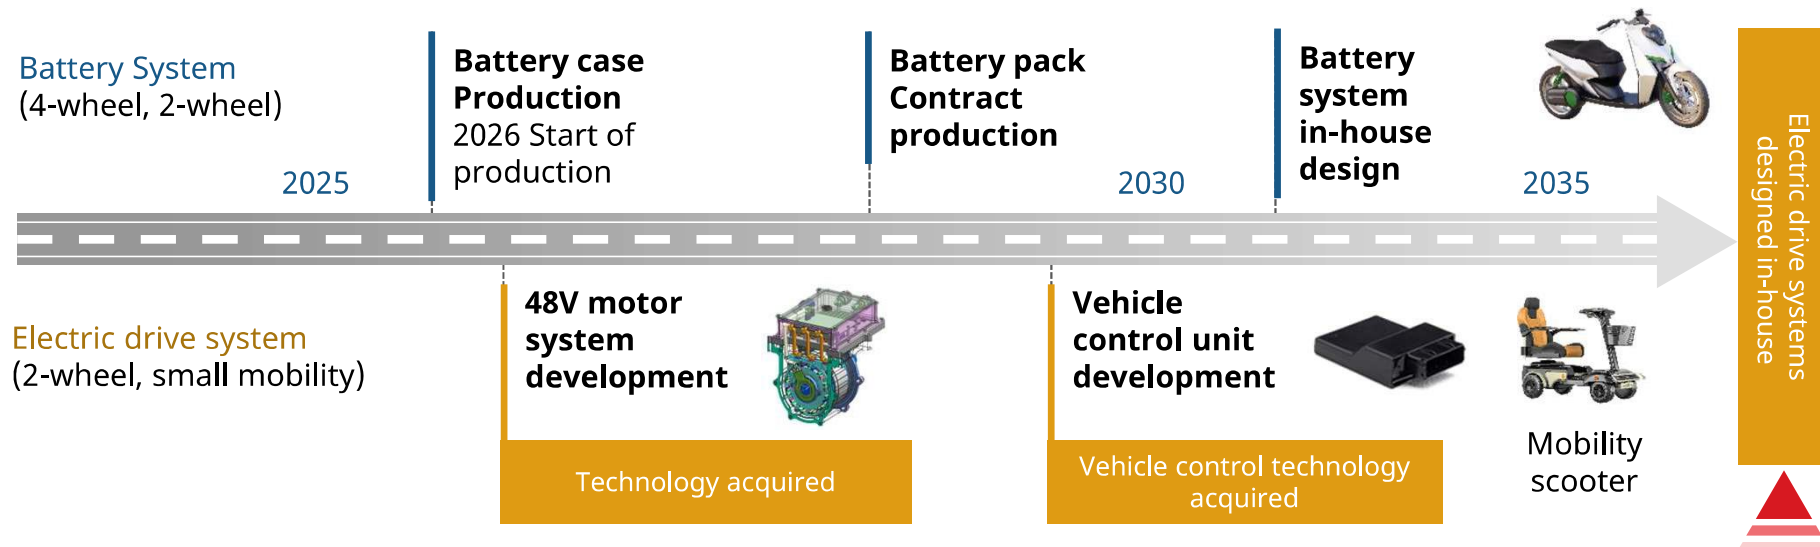 Battery System
(4-wheel, 2-wheel)
Battery case
Production
2026 Start of
production
Battery pack
Contract
production
Battery
system
in-house
design
2025
2030
2035
Electric drive system
(2-wheel, small mobility)
48V motor
system
development
Technology acquired
Vehicle
control unit
development
Vehicle control technology
acquired
Mobility
scooter
Electric drive systems
designed in-house